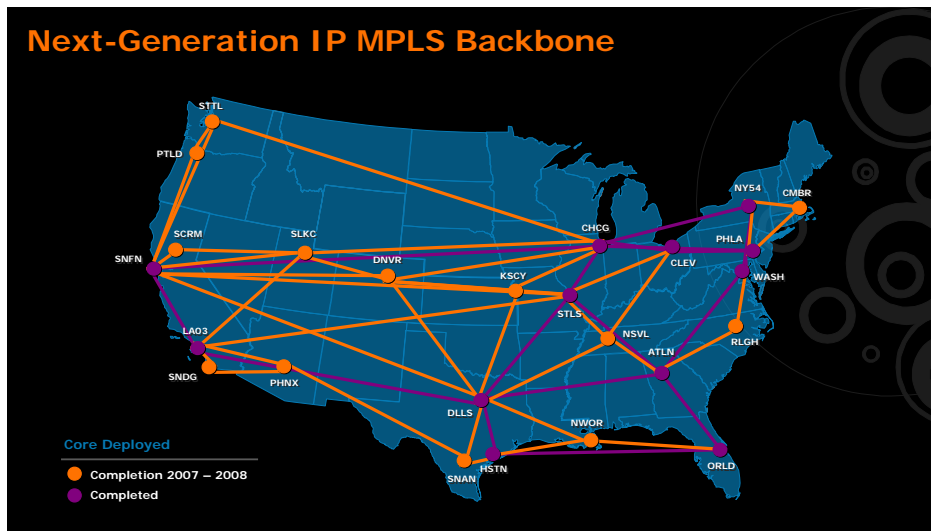 Next-Generation IP MPLS Backbone
STTL
PTLD
NY54
CMBR
SCRM
SLKC
CHCG
PHLA
SNFN
DNVR
CLEV
KSCY
WASH
STLS
LA03
NSVL
RLGH
ATLN
SNDG
PHNX
DLLS
NWOR
Core Deployed
HSTN
ORLD
SNAN
Completion 2007 – 2008
Completed